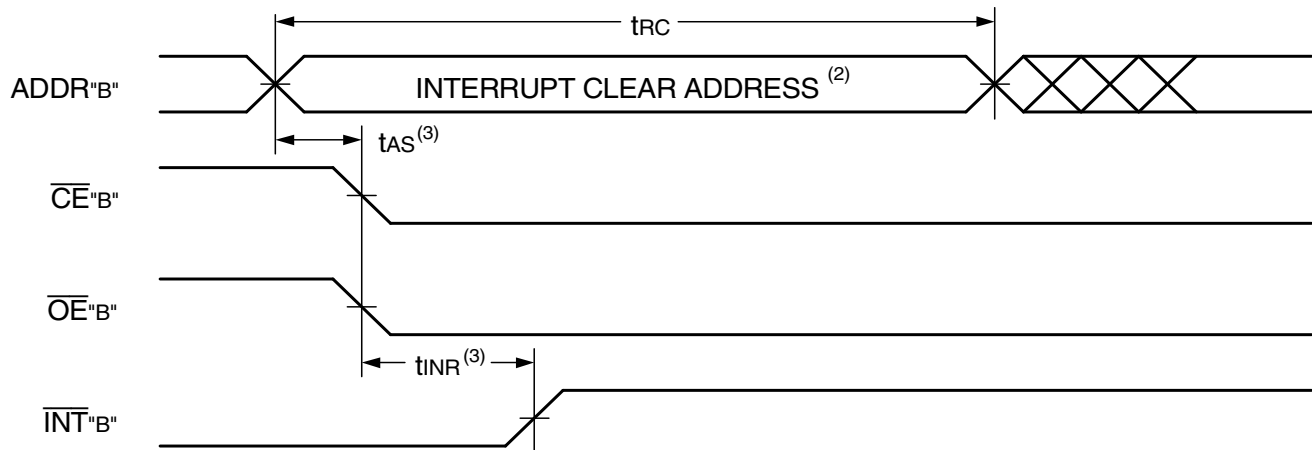 tRC
ADDR"B"
INTERRUPT CLEAR ADDRESS (2)
tAS(3)
CE"B"
OE"B"
tINR(3)
INT"B"